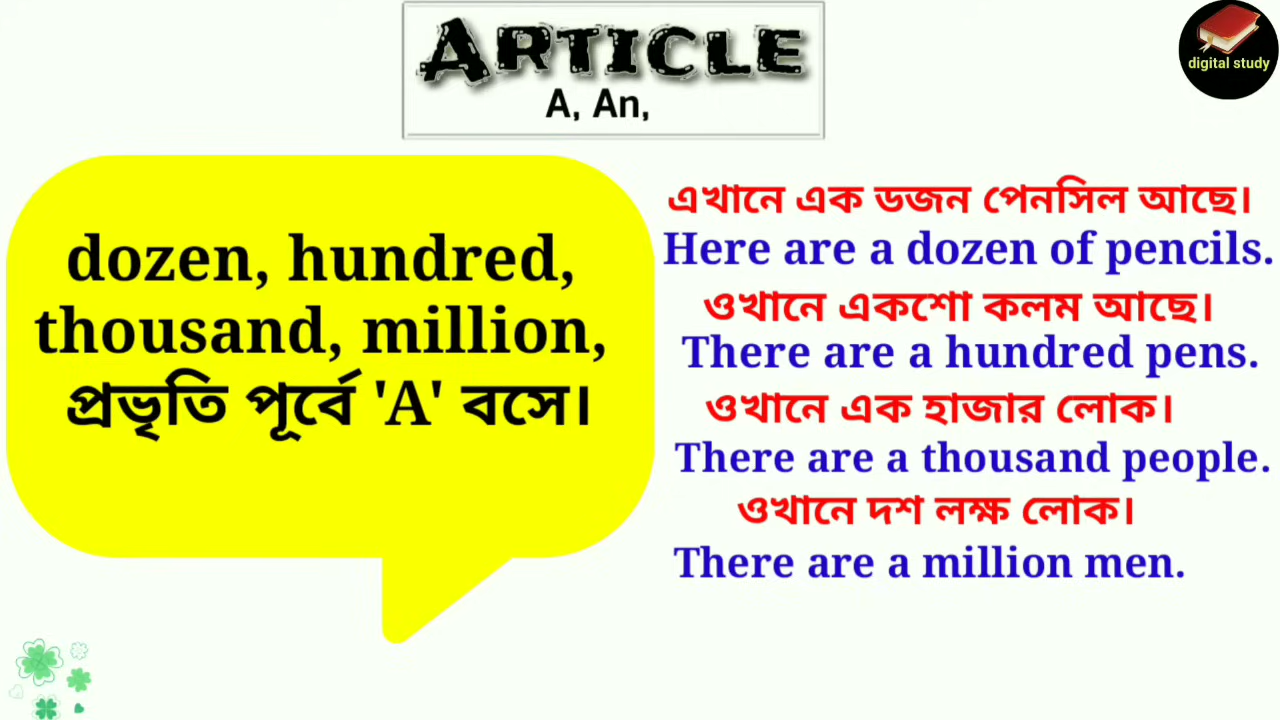 ARTICLE
A, An,
digital study
dozen, hundred,
thousand, million,
প্রভৃতি পূর্বে 'A' বসে।
এখানে এক ডজন পেনসিল আছে।
Here are a dozen of pencils.
ওখানে একশো কলম আছে।
There are a hundred pens.
ওখানে এক হাজার লোক।
There are a thousand people.
ওখানে দশ লক্ষ লোক।
There are a million men.